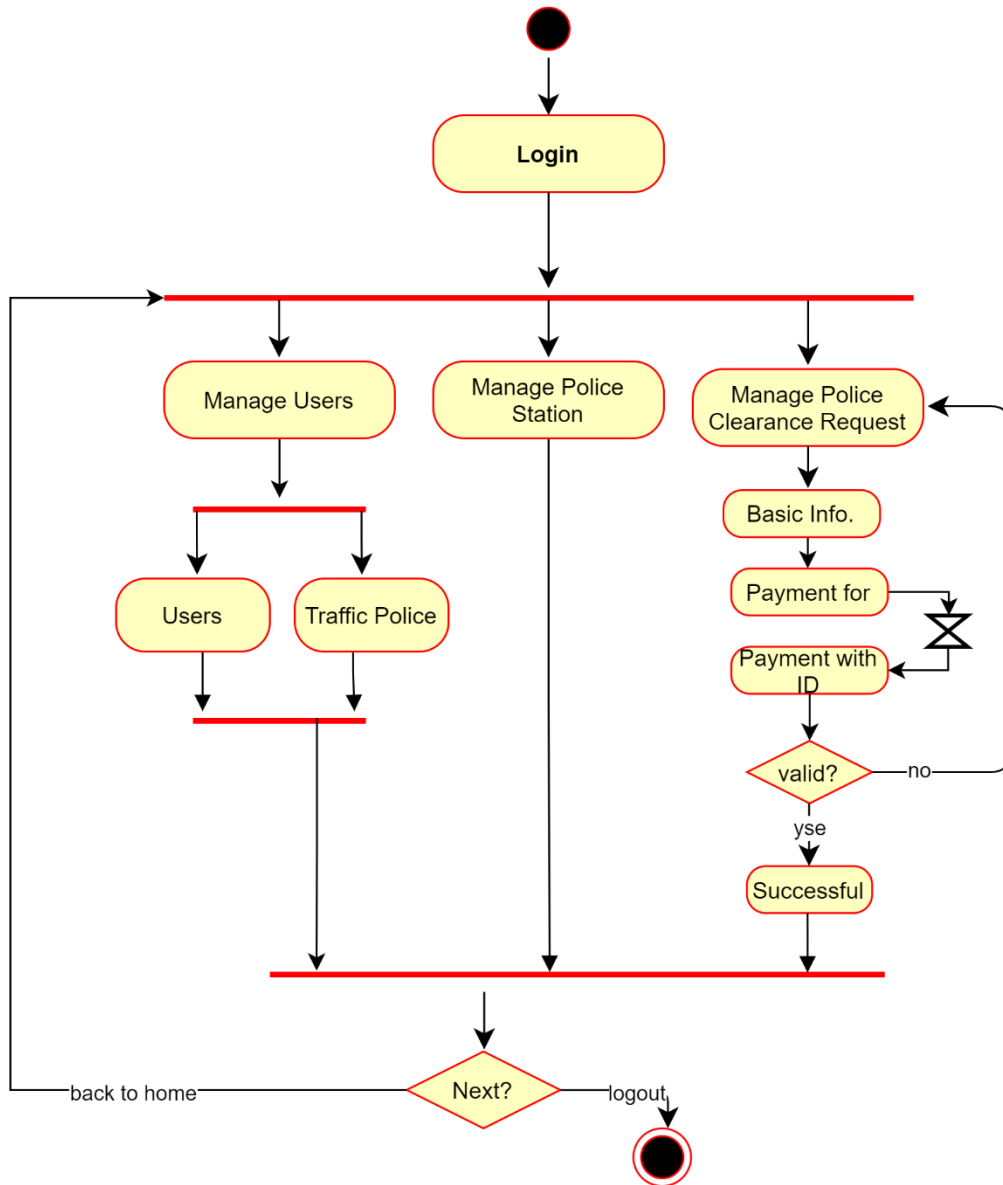 Login
Manage Users
Manage Police
Station
Manage Police
Clearance Request
Basic Info.
Users
Traffic Police
Payment for
Payment with
ID
valid?
no
yse
Successful
back to home
Next?
logout